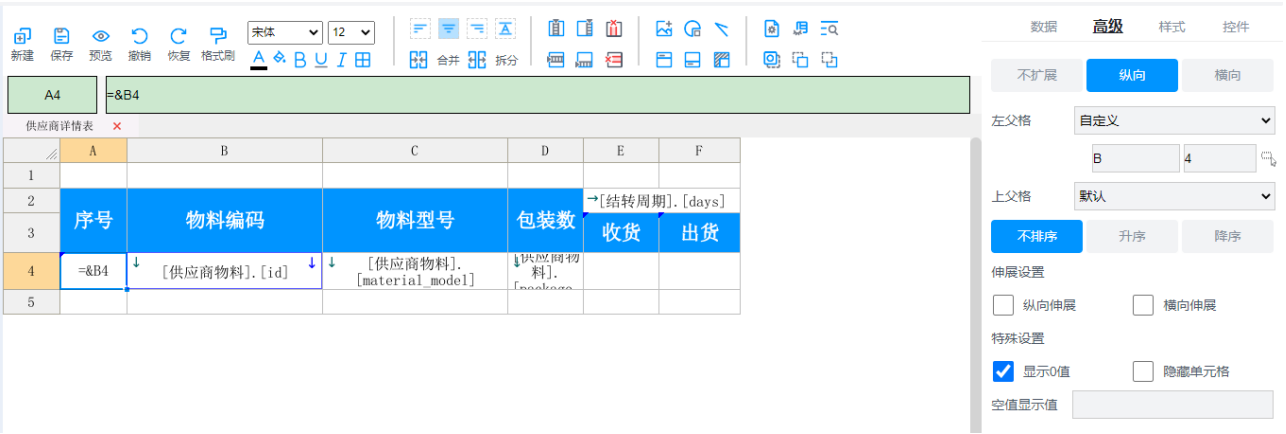 宋体 12 数据 高级 样式 控件
新建 保存 预览 撤销 恢复 格式刷 A B U I 合并 拆分
不扩展 纵向 横向
A4 =&B4
左父格 自定义
供应商详情表 ×
B 4
A B C D E F
1
上父格 默认
2 序号 物料编码 物料型号 包装数 →[结转周期].[days]
3 收货 出货
不排序 升序 降序
4 =&B4 ↓ [供应商物料].[id] ↓ ↓ [供应商物料].
[material_model] ↓ [供应商物
料].
[package
伸展设置
5
纵向伸展 横向伸展
特殊设置
显示0值 隐藏单元格
空值显示值